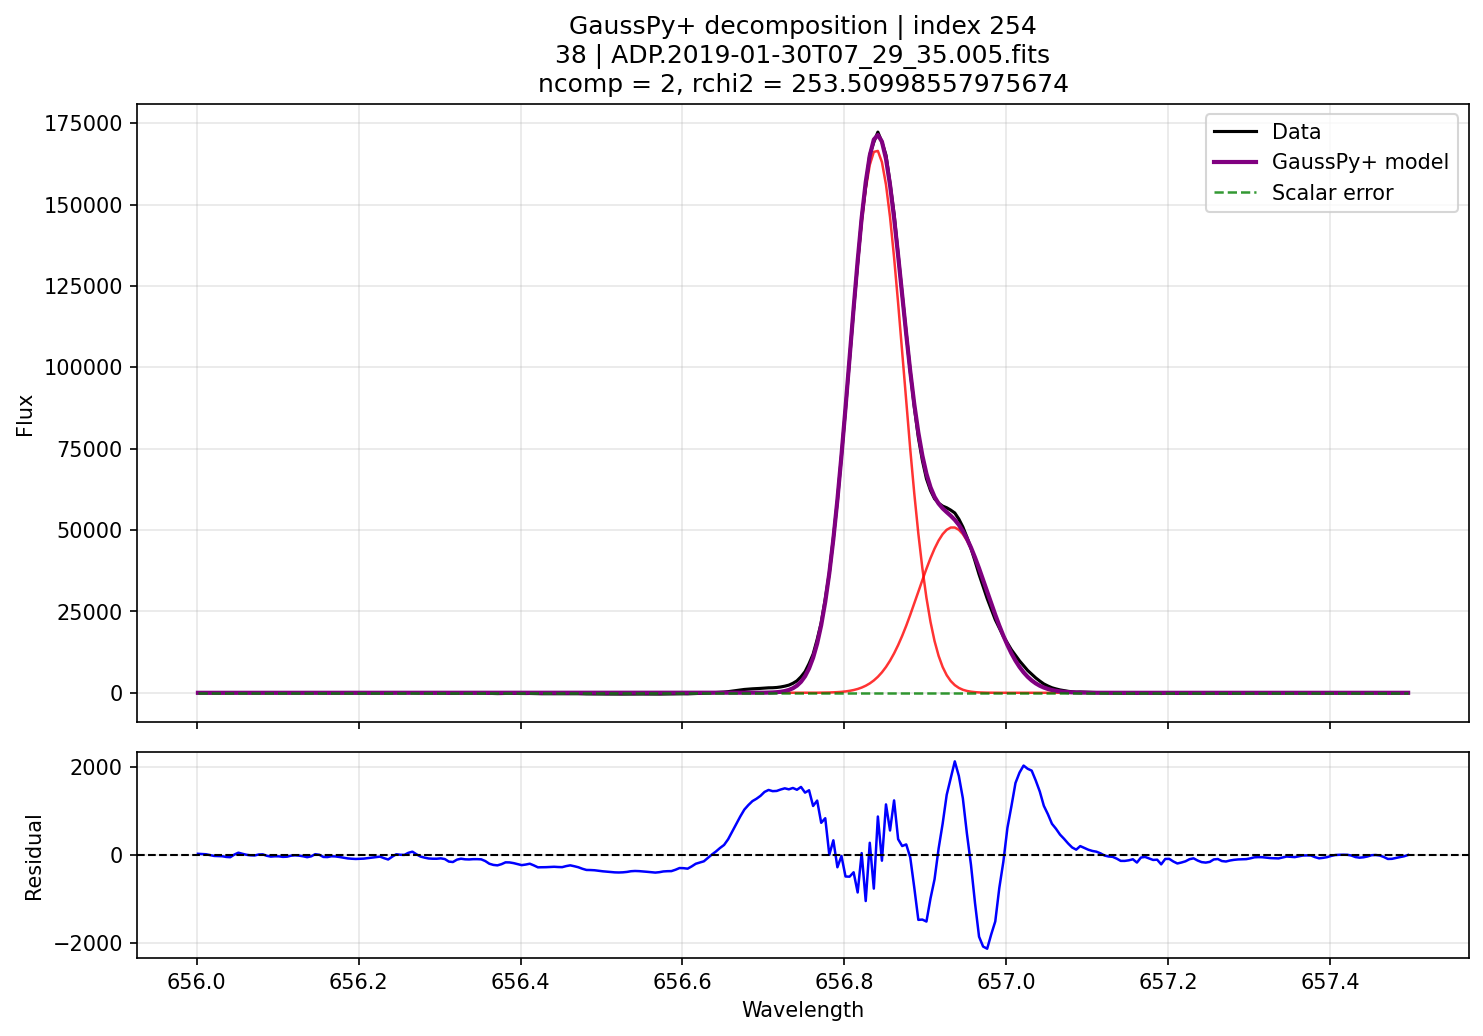 GaussPy+ decomposition | index 254
38 | ADP.2019-01-30T07_29_35.005.fits
ncomp = 2, rchi2 = 253.50998557975674
Data
GaussPy+ model
Scalar error
175000
150000
125000
100000
75000
50000
25000
0
Flux
2000
0
−2000
Residual
656.0 656.2 656.4 656.6 656.8 657.0 657.2 657.4
Wavelength